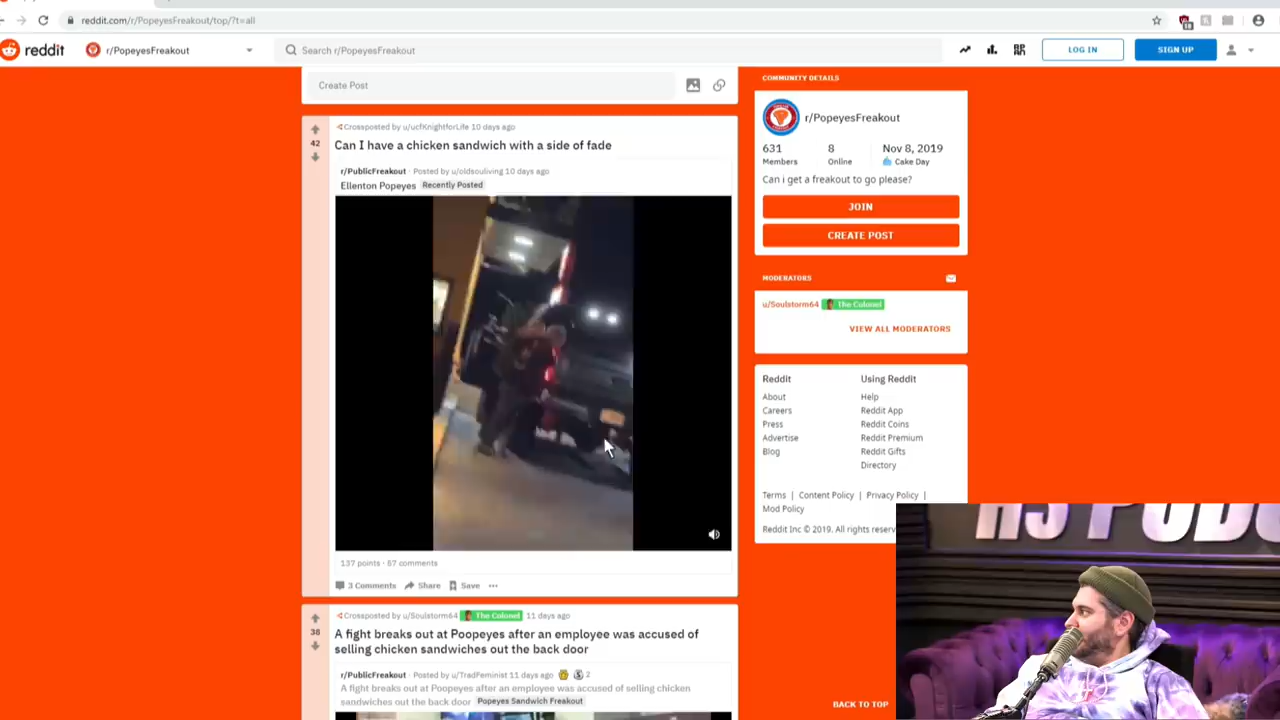 reddit.com/r/PopeyesFreakout/top/?t=all
reddit
r/PopeyesFreakout
Search r/PopeyesFreakout
LOG IN
SIGN UP
Create Post
COMMUNITY DETAILS
r/PopeyesFreakout
631
8
Nov 8, 2019
Members
Online
Cake Day
Can i get a freakout to go please?
JOIN
CREATE POST
MODERATORS
u/Soulstorm64 The Colonel
VIEW ALL MODERATORS
Reddit
Using Reddit
About
Help
Careers
Reddit App
Press
Reddit Coins
Advertise
Reddit Premium
Blog
Reddit Gifts
Directory
Terms | Content Policy | Privacy Policy |
Mod Policy
Reddit Inc © 2019. All rights reserv
BACK TO TOP
42
Crossposted by u/ucfKnightforLife 10 days ago
Can I have a chicken sandwich with a side of fade
r/PublicFreakout · Posted by u/oldsouliving 10 days ago
Ellenton Popeyes Recently Posted
137 points · 57 comments
3 Comments Share Save ...
38
Crossposted by u/Soulstorm64 The Colonel 11 days ago
A fight breaks out at Poopeyes after an employee was accused of
selling chicken sandwiches out the back door
r/PublicFreakout · Posted by u/TradFeminist 11 days ago 2
A fight breaks out at Popeyes after an employee was accused of selling chicken
sandwiches out the back door Popeyes Sandwich Freakout
H3 PODC